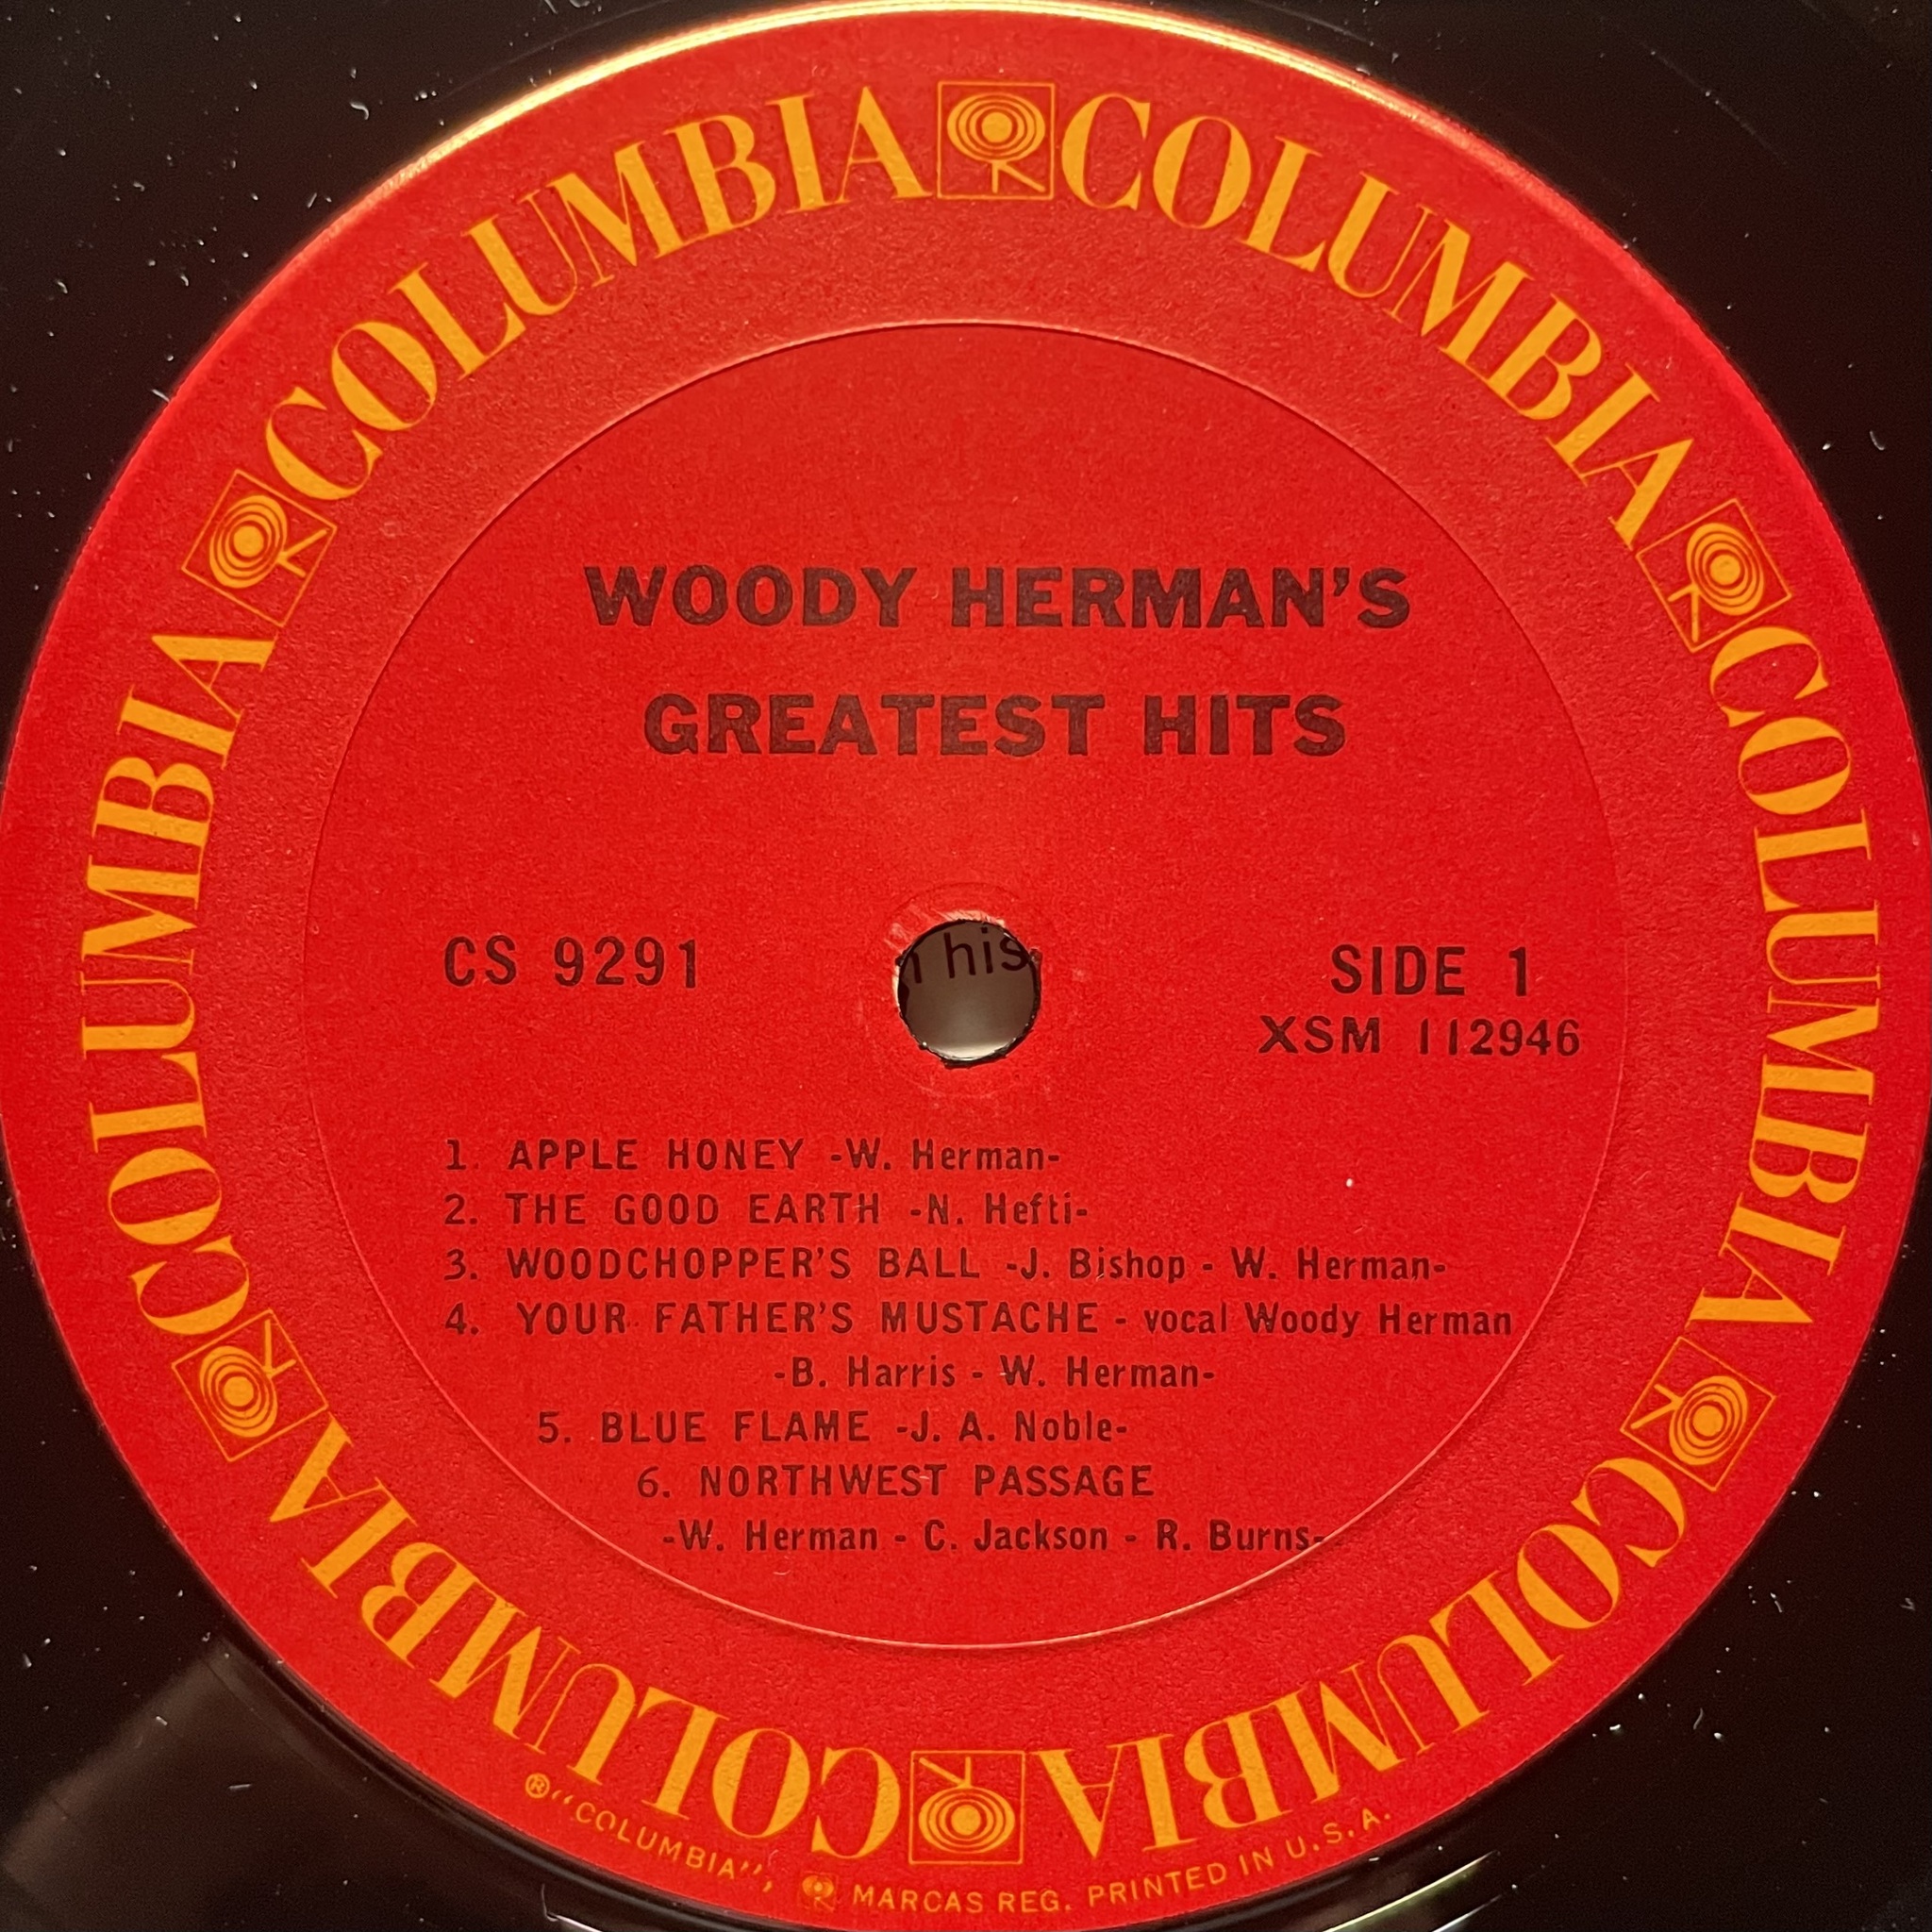 COLUMBIA COLUMBIA COLUMBIA COLUMBIA COLUMBIA COLUMBIA
WOODY HERMAN'S
GREATEST HITS
CS 9291
his
SIDE 1
XSM 112946
1. APPLE HONEY -W. Herman-
2. THE GOOD EARTH -N. Hefti-
3. WOODCHOPPER'S BALL -J. Bishop - W. Herman-
4. YOUR FATHER'S MUSTACHE - vocal Woody Herman
-B. Harris - W. Herman-
5. BLUE FLAME -J. A. Noble-
6. NORTHWEST PASSAGE
-W. Herman - C. Jackson - R. Burns-
®"COLUMBIA", MARCAS REG. PRINTED IN U.S.A.